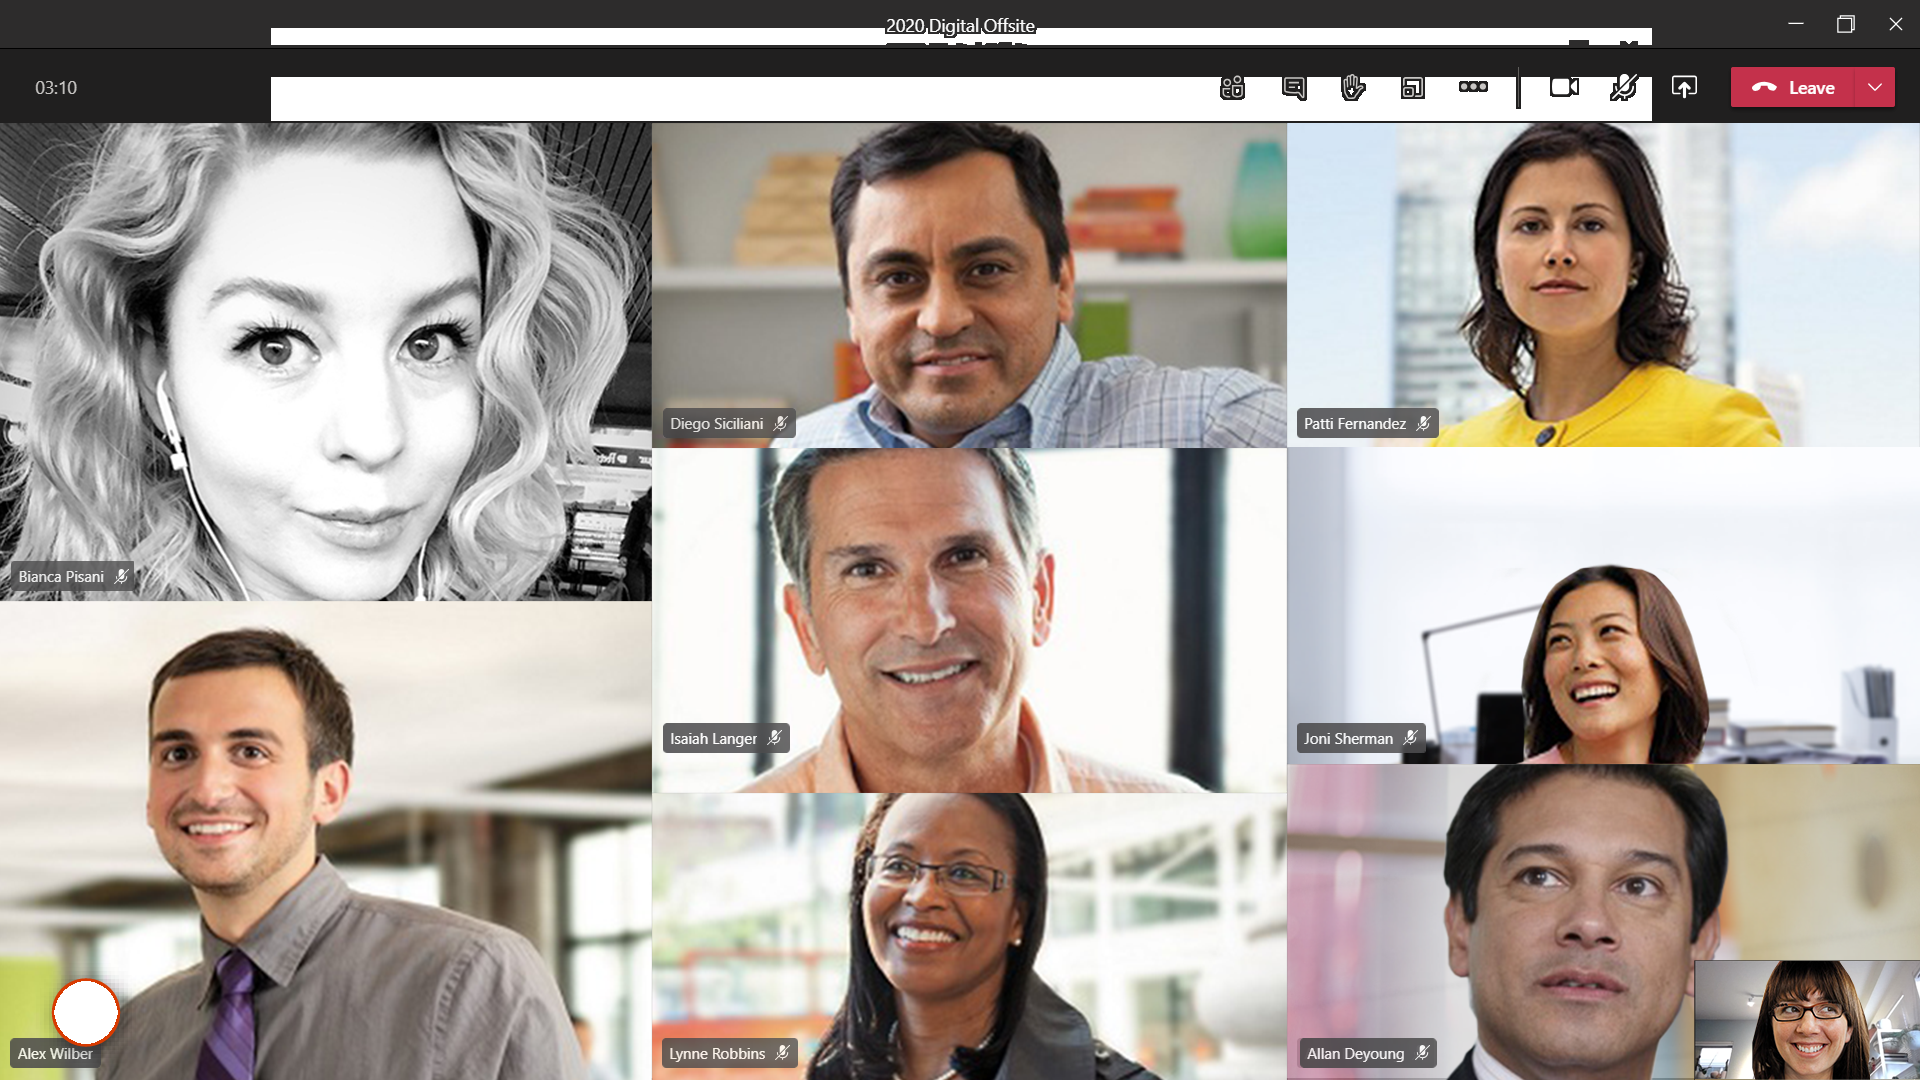 2020 Digital Offsite
03:10
Leave
Diego Siciliani
Patti Fernandez
Bianca Pisani
Isaiah Langer
Joni Sherman
Alex Wilber
Lynne Robbins
Allan Deyoung